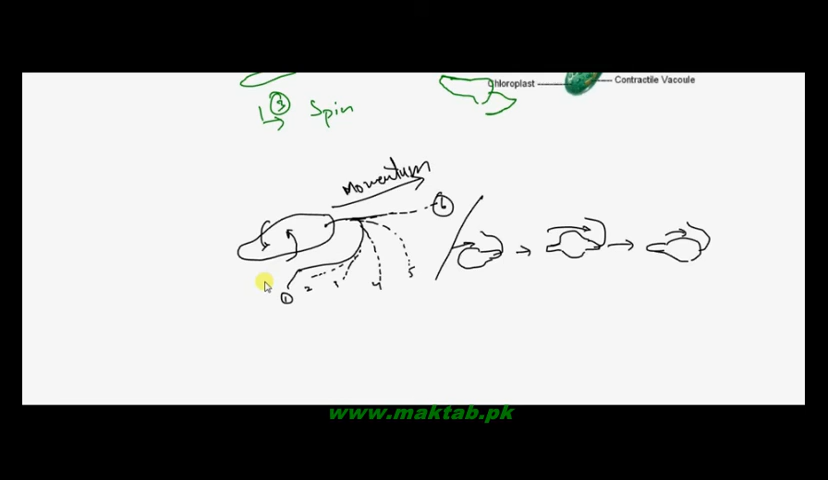 Chloroplast
Contractile Vacoule
3 Spin
Momentum
6
1 2 3 4 5
www.maktab.pk